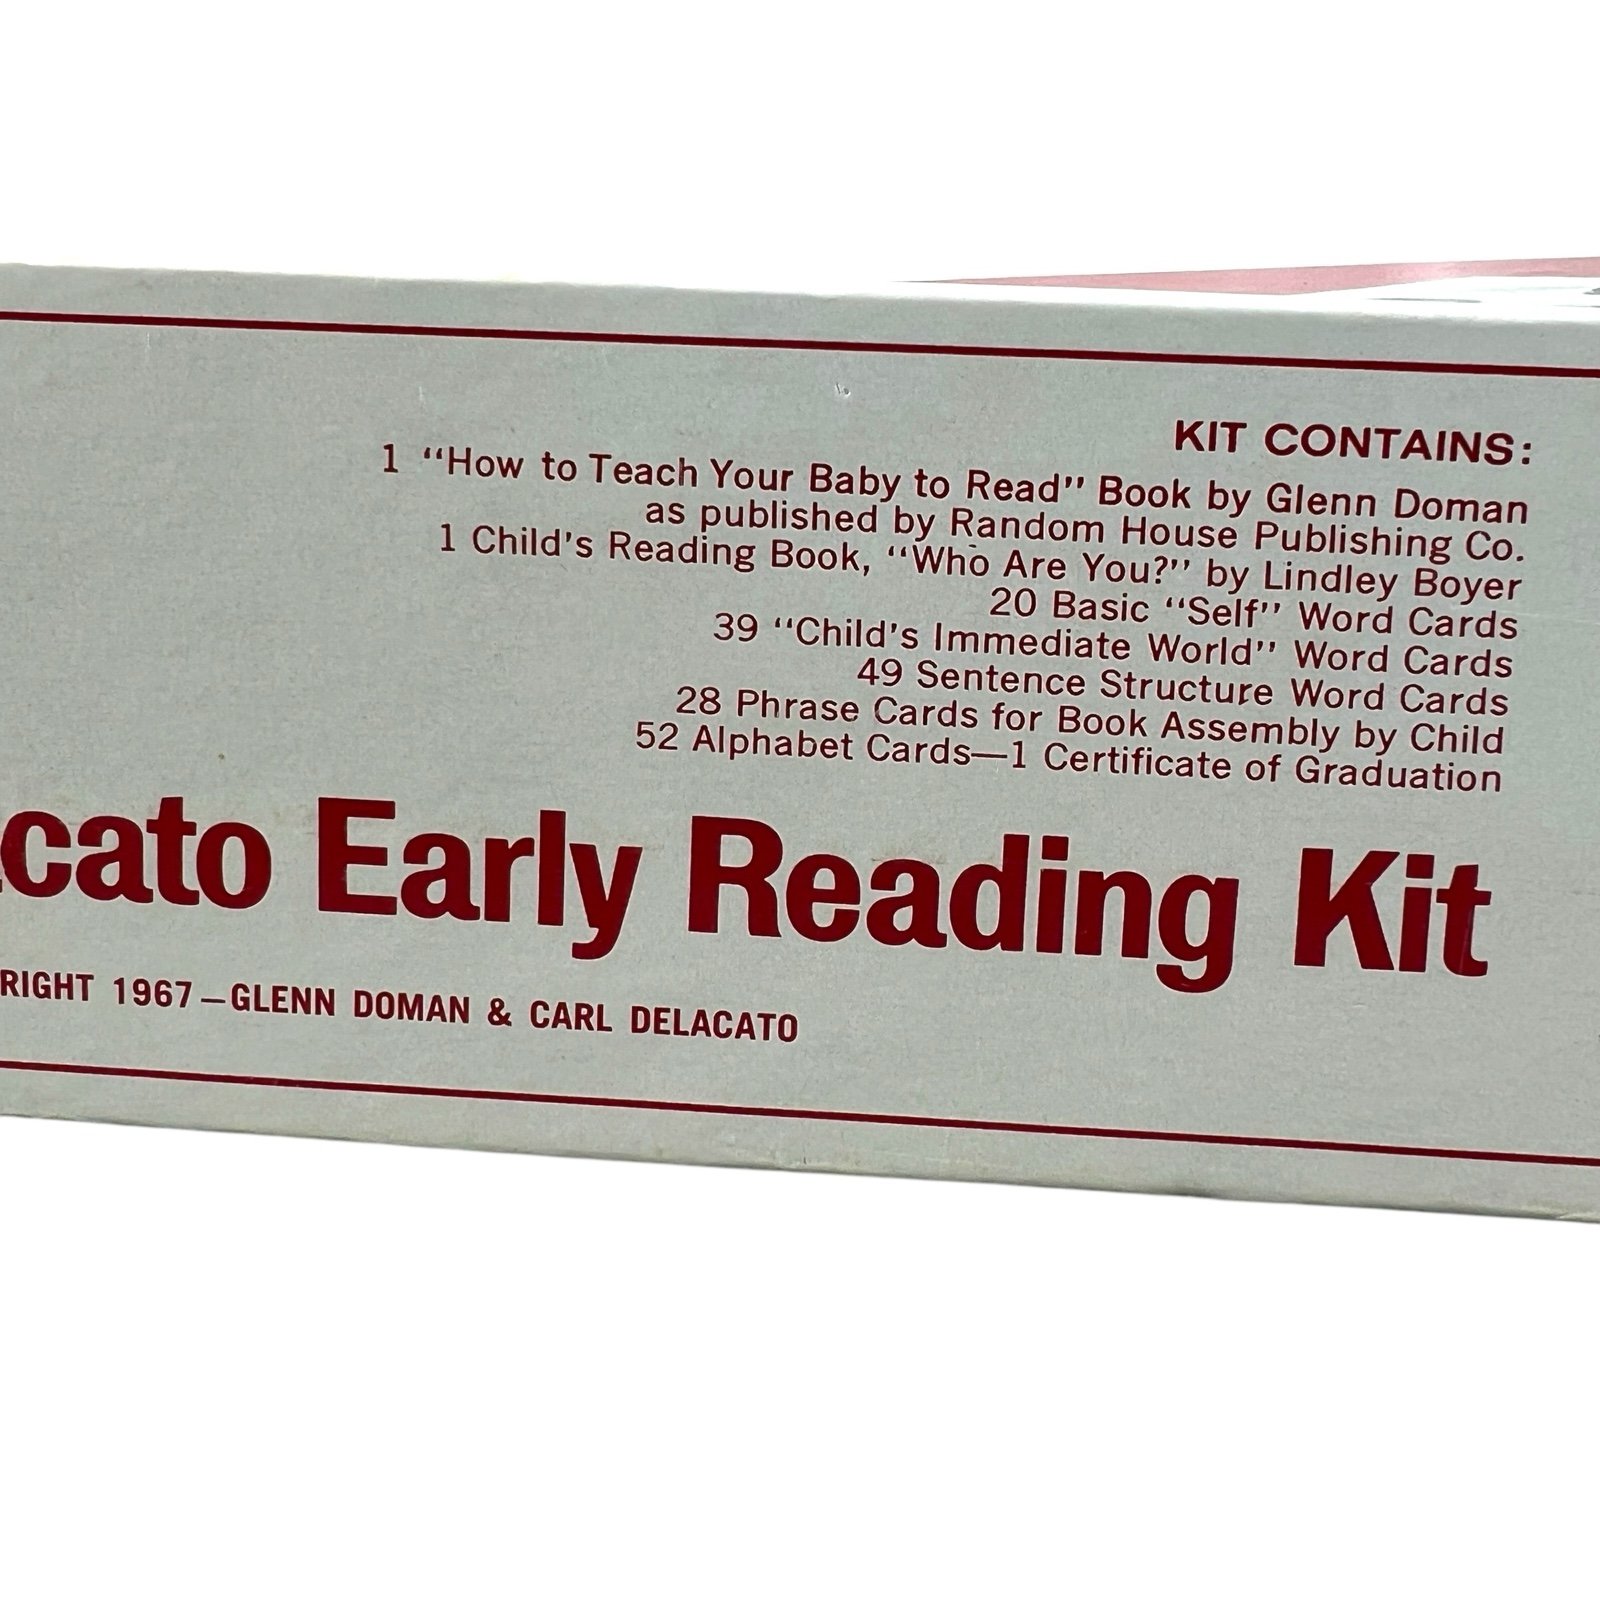 KIT CONTAINS:
1 "How to Teach Your Baby to Read" Book by Glenn Doman
as published by Random House Publishing Co.
1 Child's Reading Book, "Who Are You?" by Lindley Boyer
20 Basic "Self" Word Cards
39 "Child's Immediate World" Word Cards
49 Sentence Structure Word Cards
28 Phrase Cards for Book Assembly by Child
52 Alphabet Cards—1 Certificate of Graduation
cato Early Reading Kit
RIGHT 1967—GLENN DOMAN & CARL DELACATO